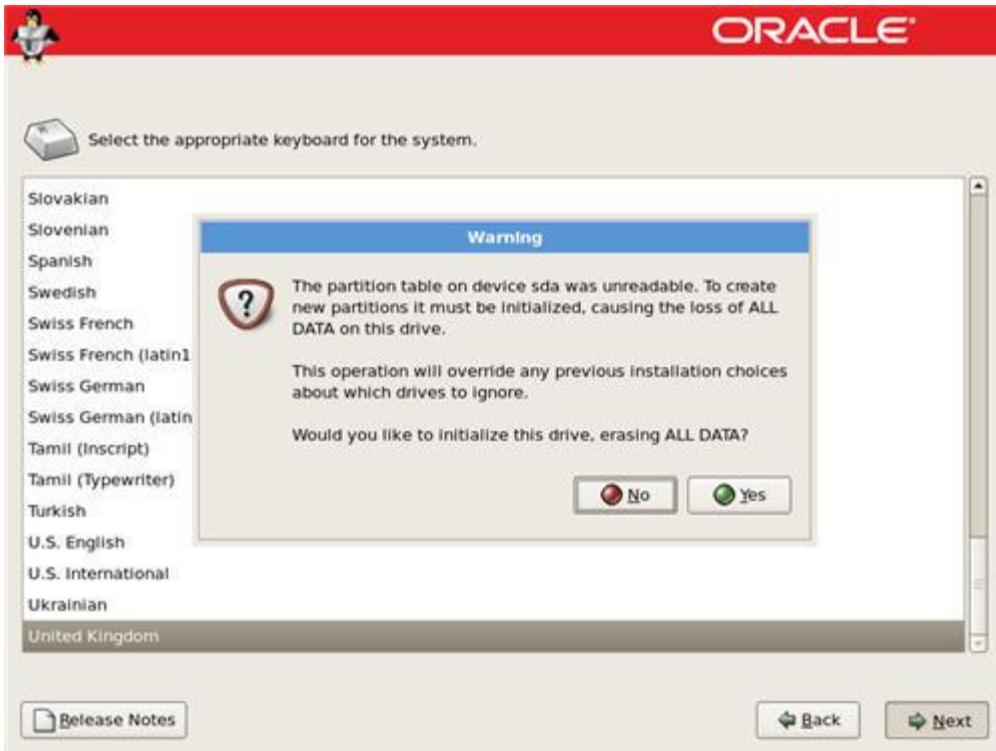 ORACLE
Select the appropriate keyboard for the system.
Slovakian
Slovenian
Spanish
Swedish
Swiss French
Swiss French (latin1
Swiss German
Swiss German (latin
Tamil (Inscript)
Tamil (Typewriter)
Turkish
U.S. English
U.S. International
Ukrainian
United Kingdom
Warning
The partition table on device sda was unreadable. To create
new partitions it must be initialized, causing the loss of ALL
DATA on this drive.
This operation will override any previous installation choices
about which drives to ignore.
Would you like to initialize this drive, erasing ALL DATA?
No
Yes
Release Notes
Back
Next